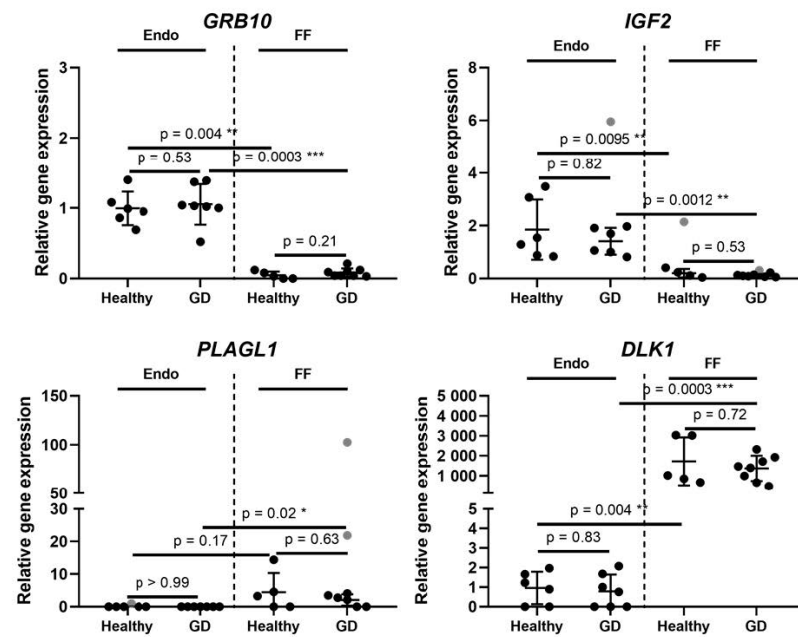 GRB10
Endo FF
Relative gene expression
3
2
1
0
p = 0.004 **
p = 0.53
p = 0.0003 ***
p = 0.21
Healthy GD Healthy GD
IGF2
Endo FF
Relative gene expression
8
6
4
2
0
p = 0.0095 **
p = 0.82
p = 0.0012 **
p = 0.53
Healthy GD Healthy GD
PLAGL1
Endo FF
Relative gene expression
150
100
50
30
20
10
0
p = 0.02 *
p = 0.17
p = 0.63
p > 0.99
Healthy GD Healthy GD
DLK1
Endo FF
Relative gene expression
5 000
4 000
3 000
2 000
1 000
5
4
3
2
1
0
p = 0.0003 ***
p = 0.72
p = 0.004 **
p = 0.83
Healthy GD Healthy GD